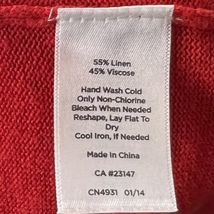 55% Linen
45% Viscose
Hand Wash Cold
Only Non-Chlorine
Bleach When Needed
Reshape, Lay Flat To
Dry
Cool Iron, If Needed
Made in China
CA #23147
CN4931 01/14